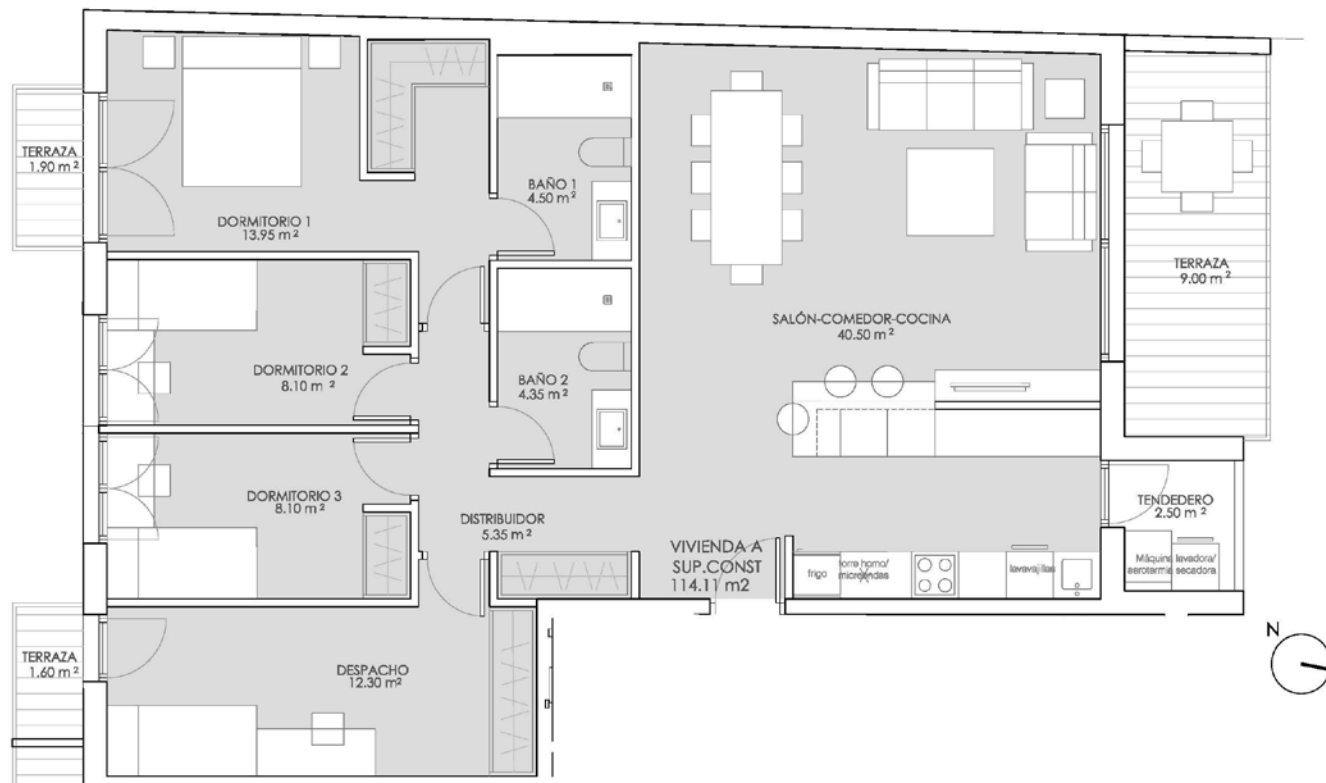 TERRAZA
1.90 m²
DORMITORIO 1
13.95 m²
BAÑO 1
4.50 m²
SALÓN-COMEDOR-COCINA
40.50 m²
TERRAZA
9.00 m²
DORMITORIO 2
8.10 m²
BAÑO 2
4.35 m²
DORMITORIO 3
8.10 m²
DISTRIBUIDOR
5.35 m²
VIVIENDA A
SUP.CONST
114.11 m2
TENDEDERO
2.50 m²
frigo
torre horno/
microondas
lavavajillas
Máquina
aerotermia
lavadora/
secadora
TERRAZA
1.60 m²
DESPACHO
12.30 m²
N